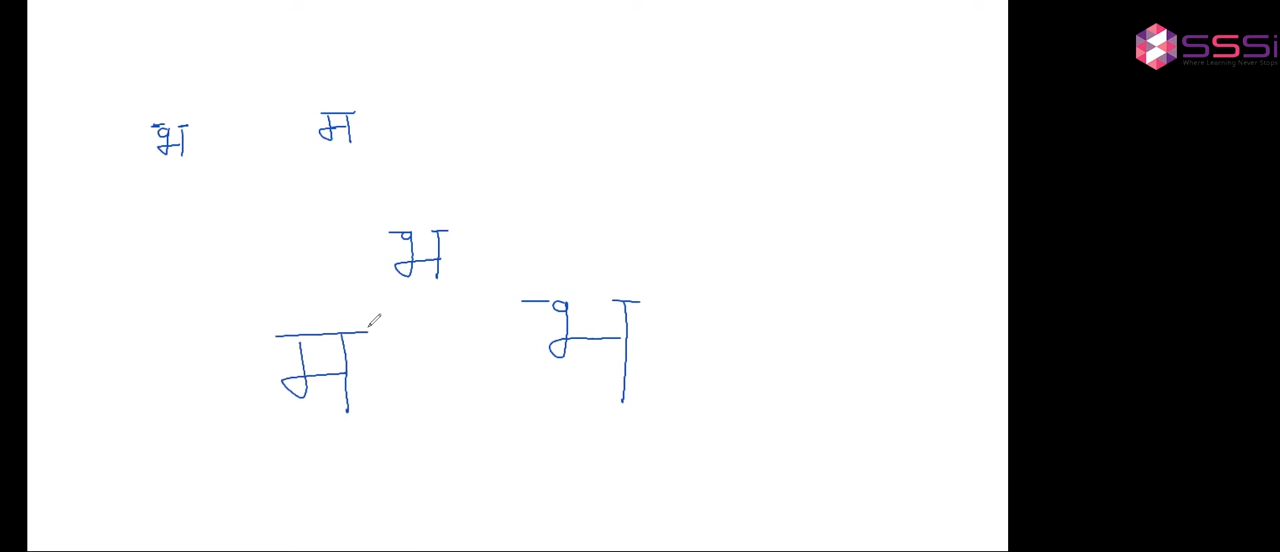 भ म
भ
म भ
SSSi
Where Learning Never Stops